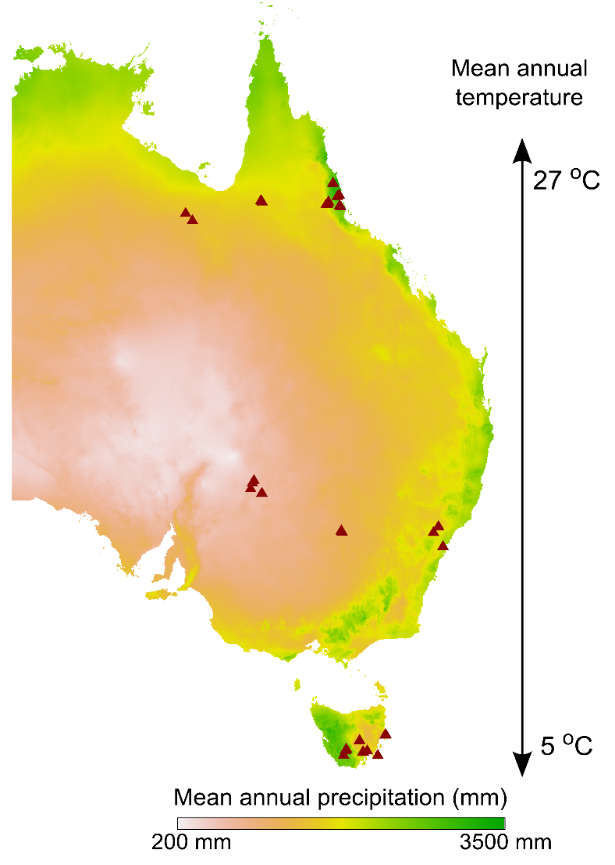 Mean annual
temperature
27 °C
5 °C
Mean annual precipitation (mm)
200 mm 3500 mm